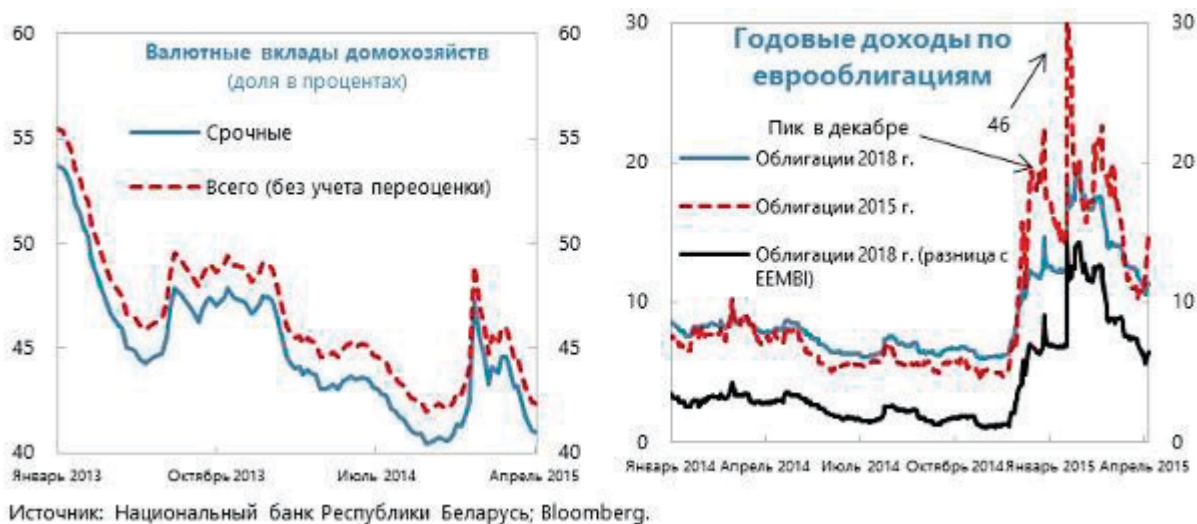 Валютные вклады домохозяйств
(доля в процентах)
Срочные
Всего (без учета переоценки)
60
55
50
45
40
60
55
50
45
40
Январь 2013
Октябрь 2013
Июль 2014
Апрель 2015
Годовые доходы по
еврооблигациям
Пик в декабре
46
Облигации 2018 г.
Облигации 2015 г.
Облигации 2018 г. (разница с
EEMBI)
30
20
10
0
30
20
10
0
Январь 2014
Апрель 2014
Июль 2014
Октябрь 2014
Январь 2015
Апрель 2015
Источник: Национальный банк Республики Беларусь; Bloomberg.